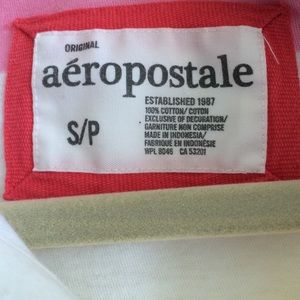 ORIGINAL
aéropostale
S/P
ESTABLISHED 1987
100% COTTON/ COTON
EXCLUSIVE OF DECORATION/
GARNITURE NON COMPRISE
MADE IN INDONESIA/
FABRIQUE EN INDONÉSIE
WPL 8046 CA 53201